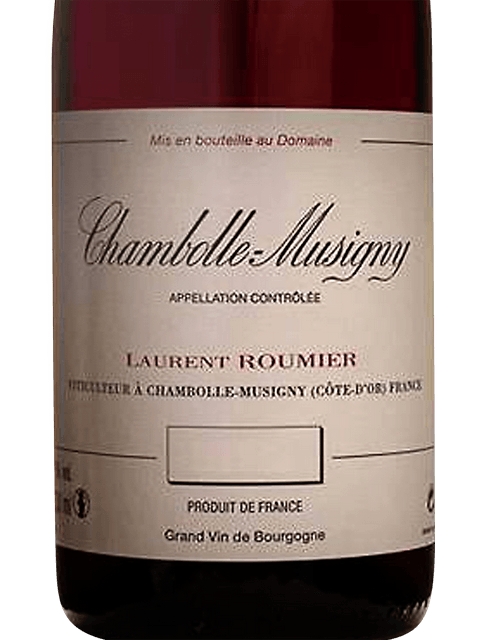 Mis en bouteille au Domaine
Chambolle-Musigny
APPELLATION CONTRÔLÉE
LAURENT ROUMIER
VITICULTEUR À CHAMBOLLE-MUSIGNY (CÔTE-D'OR) FRANCE
PRODUIT DE FRANCE
Grand Vin de Bourgogne